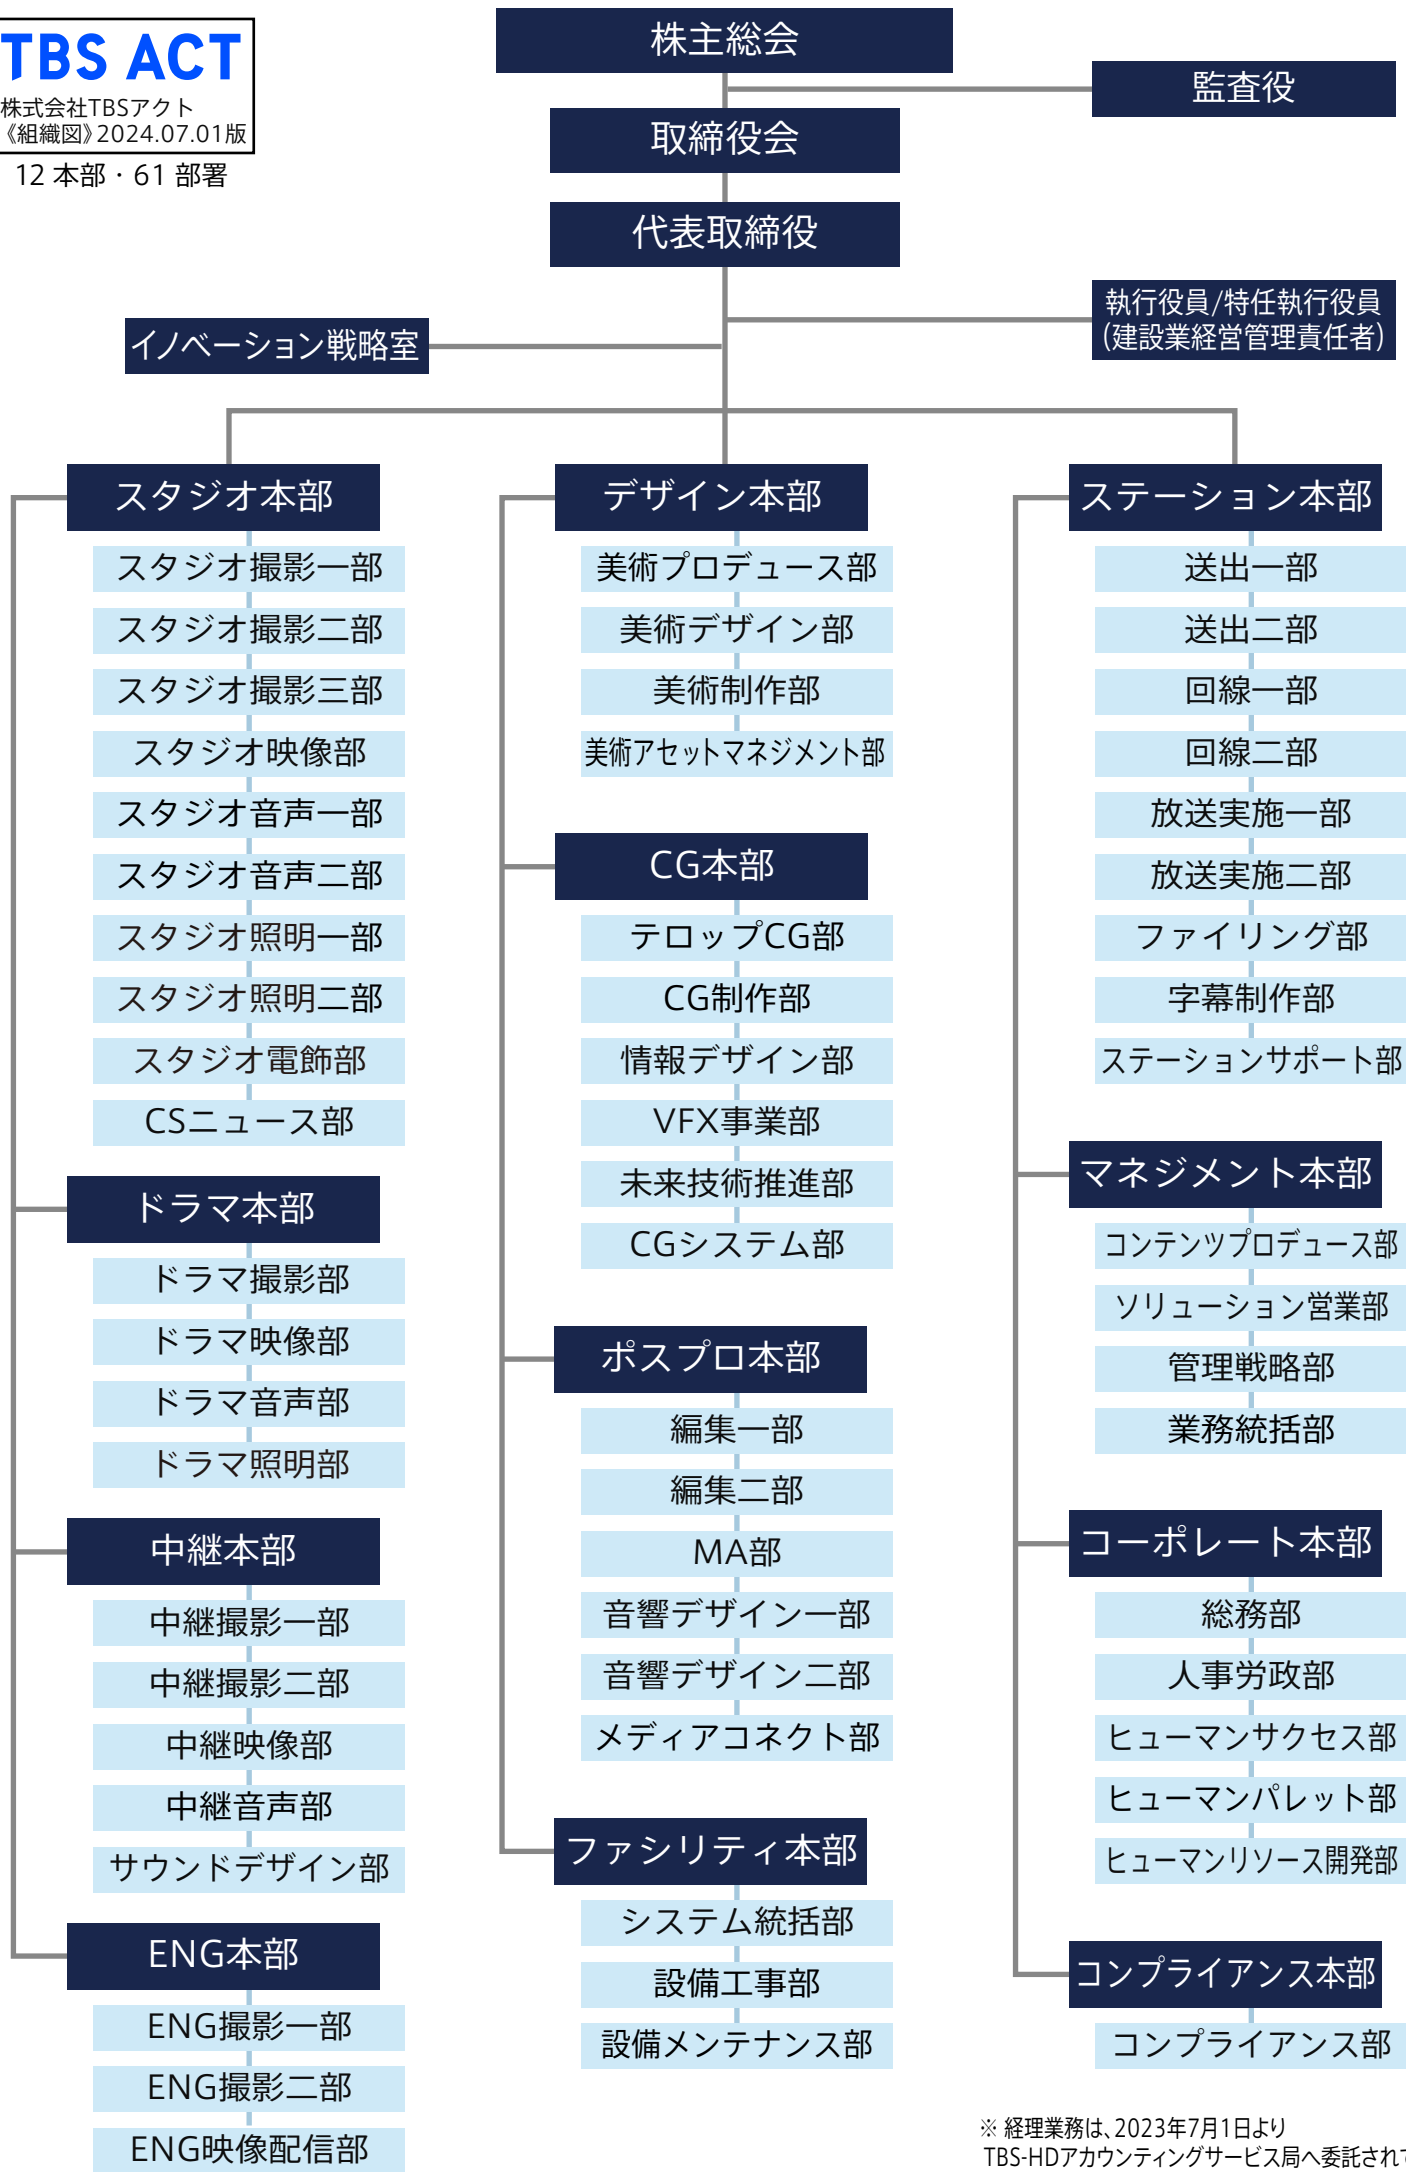 TBS ACT
株式会社TBSアクト
《組織図》2024.07.01版
12 本部・61 部署
株主総会
監査役
取締役会
代表取締役
執行役員/特任執行役員
(建設業経営管理責任者)
イノベーション戦略室
スタジオ本部
スタジオ撮影一部
スタジオ撮影二部
スタジオ撮影三部
スタジオ映像部
スタジオ音声一部
スタジオ音声二部
スタジオ照明一部
スタジオ照明二部
スタジオ電飾部
CSニュース部
ドラマ本部
ドラマ撮影部
ドラマ映像部
ドラマ音声部
ドラマ照明部
中継本部
中継撮影一部
中継撮影二部
中継映像部
中継音声部
サウンドデザイン部
ENG本部
ENG撮影一部
ENG撮影二部
ENG映像配信部
デザイン本部
美術プロデュース部
美術デザイン部
美術制作部
美術アセットマネジメント部
CG本部
テロップCG部
CG制作部
情報デザイン部
VFX事業部
未来技術推進部
CGシステム部
ポスプロ本部
編集一部
編集二部
MA部
音響デザイン一部
音響デザイン二部
メディアコネクト部
ファシリティ本部
システム統括部
設備工事部
設備メンテナンス部
ステーション本部
送出一部
送出二部
回線一部
回線二部
放送実施一部
放送実施二部
ファイリング部
字幕制作部
ステーションサポート部
マネジメント本部
コンテンツプロデュース部
ソリューション営業部
管理戦略部
業務統括部
コーポレート本部
総務部
人事労政部
ヒューマンサクセス部
ヒューマンパレット部
ヒューマンリソース開発部
コンプライアンス本部
コンプライアンス部
※ 経理業務は、2023年7月1日より
TBS-HDアカウンティングサービス局へ委託され